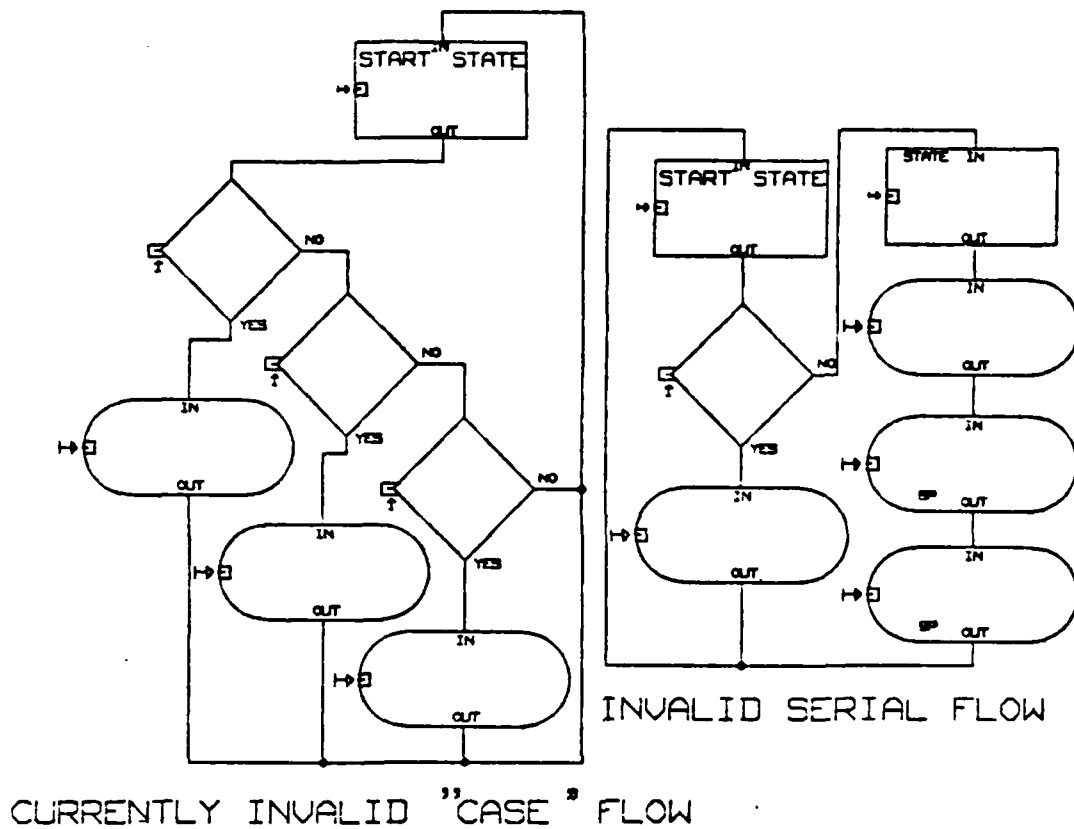 IN
START STATE
OUT
NO
YES
IN
OUT
NO
YES
IN
OUT
NO
YES
IN
OUT
CURRENTLY INVALID "CASE" FLOW
IN
START STATE
OUT
NO
YES
IN
OUT
STATE IN
OUT
IN
OUT
IN
OUT
IN
OUT
INVALID SERIAL FLOW